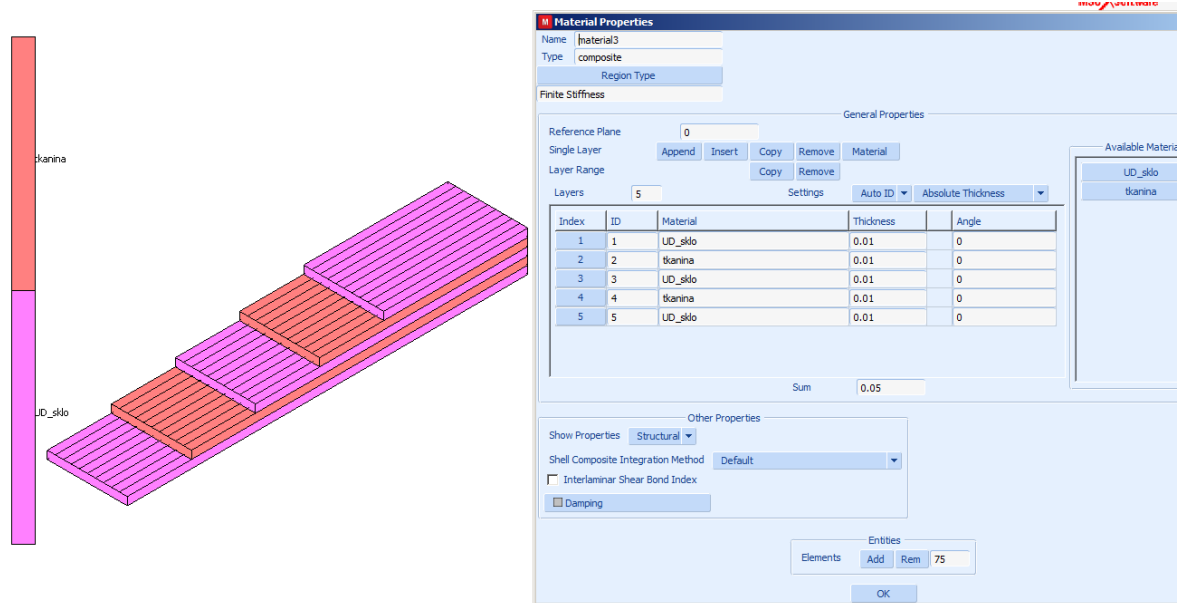 MSC Software
M Material Properties
Name material3
Type composite
Region Type
Finite Stiffness
General Properties
Reference Plane 0
Single Layer Append Insert Copy Remove Material
Layer Range Copy Remove
Layers 5 Settings Auto ID Absolute Thickness
Index ID Material Thickness Angle
1 1 UD_sklo 0.01 0
2 2 tkanina 0.01 0
3 3 UD_sklo 0.01 0
4 4 tkanina 0.01 0
5 5 UD_sklo 0.01 0
Sum 0.05
Available Materia
UD_sklo
tkanina
Other Properties
Show Properties Structural
Shell Composite Integration Method Default
Interlaminar Shear Bond Index
Damping
Entities
Elements Add Rem 75
OK
tkanina
UD_sklo